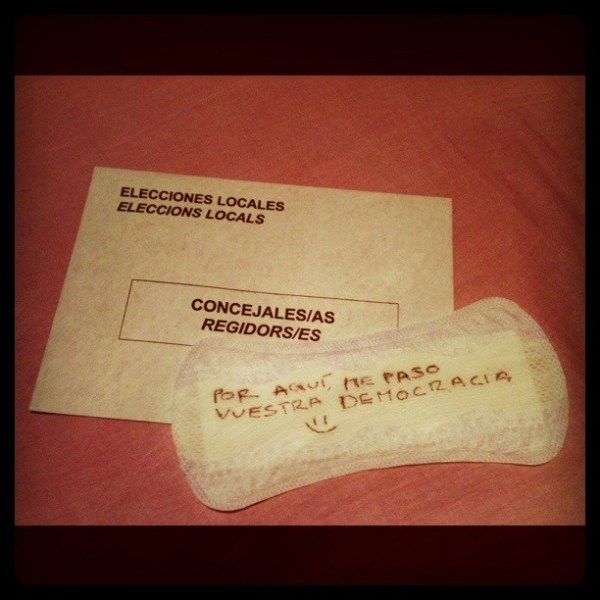 ELECCIONES LOCALES
ELECCIONS LOCALS
CONCEJALES/AS
REGIDORS/ES
POR AQUÍ, ME PASO
VUESTRA DEMOCRACIA